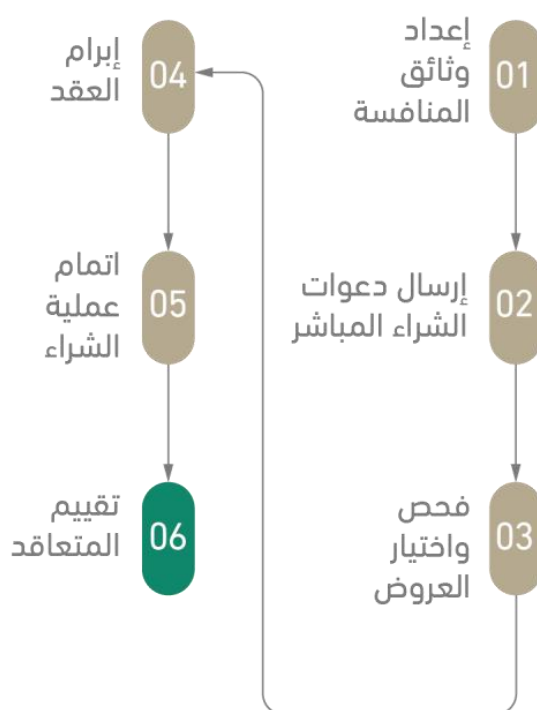 01
إعداد
وثائق
المنافسة
02
إرسال دعوات
الشراء المباشر
03
فحص
واختيار
العروض
04
إبرام
العقد
05
اتمام
عملية
الشراء
06
تقييم
المتعاقد